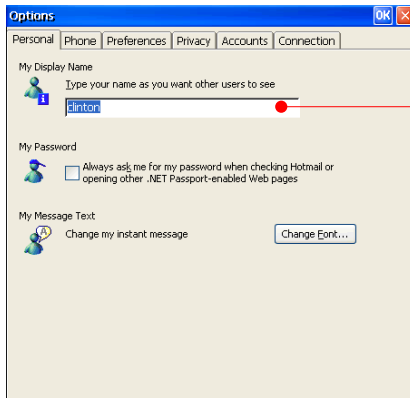 Options OK
Personal Phone Preferences Privacy Accounts Connection
My Display Name
Type your name as you want other users to see
clinton
My Password
Always ask me for my password when checking Hotmail or
opening other .NET Passport-enabled Web pages
My Message Text
Change my instant message Change Font...